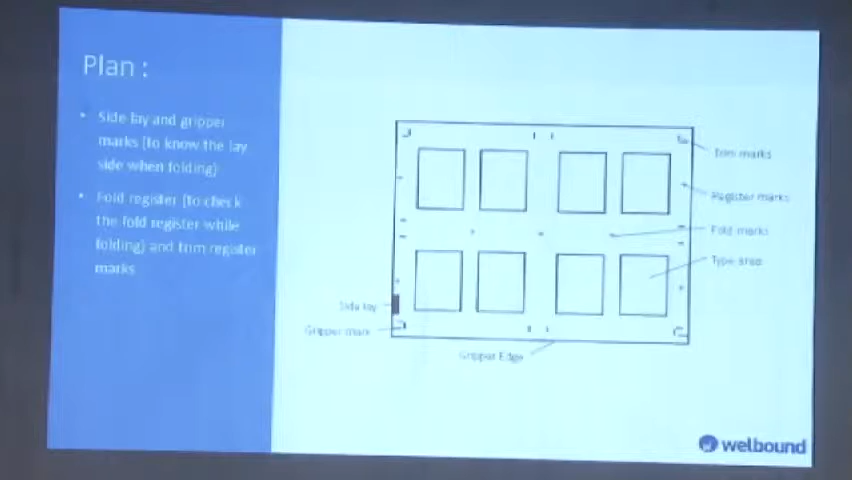 Plan :
• Side lay and gripper
marks (to know the lay
side when folding)
• Fold register (to check
the fold register while
folding) and trim register
marks
Trim marks
Register marks
Fold marks
Type area
Side lay
Gripper mark
Gripper Edge
welbound